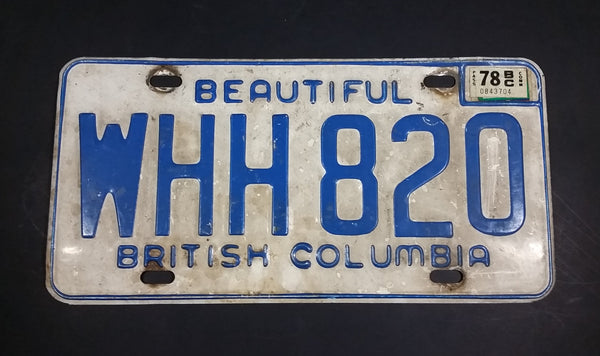 BEAUTIFUL
78 BC
0843704
WHH 820
BRITISH COLUMBIA